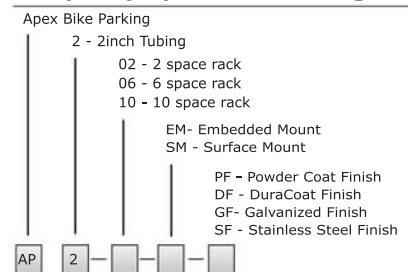 Apex Bike Parking
2 - 2inch Tubing
02 - 2 space rack
06 - 6 space rack
10 - 10 space rack
EM- Embedded Mount
SM - Surface Mount
PF - Powder Coat Finish
DF - DuraCoat Finish
GF- Galvanized Finish
SF - Stainless Steel Finish
AP 2 - - -